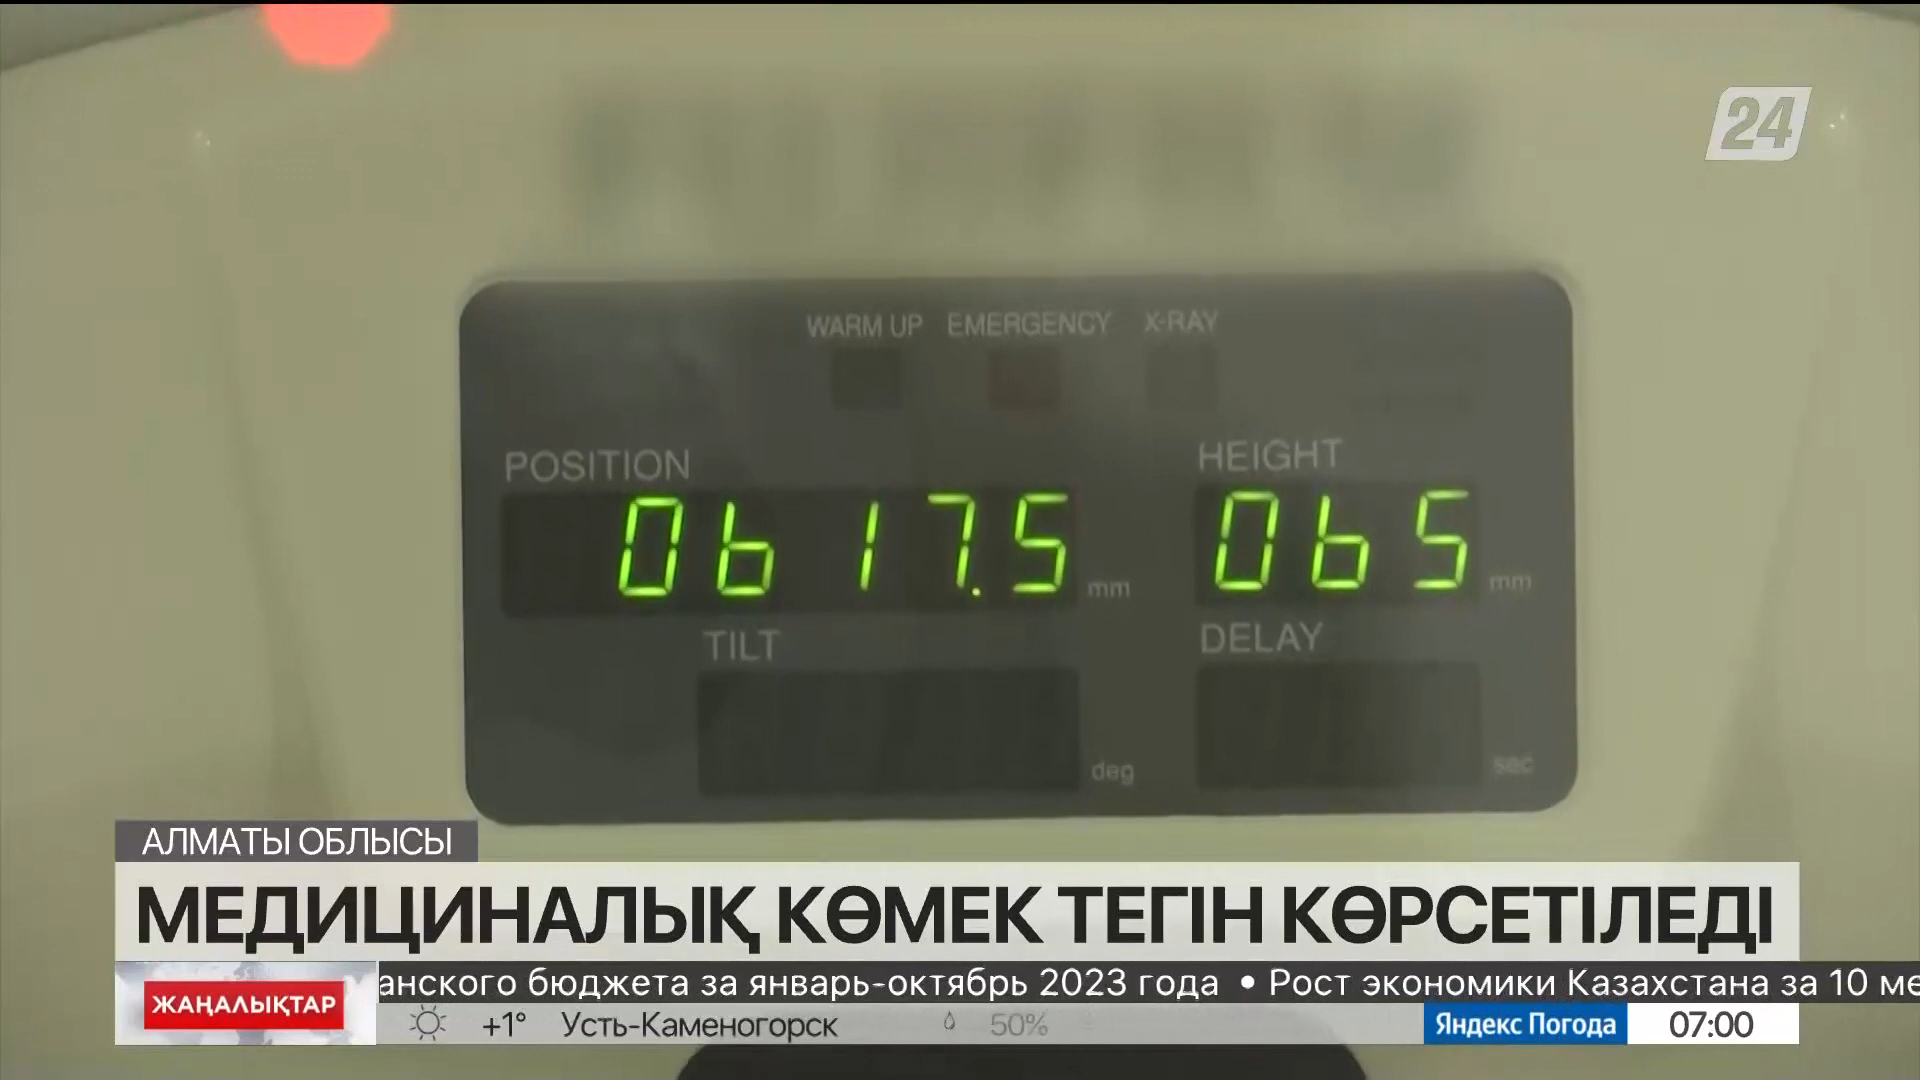 24
WARM UP EMERGENCY X-RAY
POSITION HEIGHT
0617.5 mm 065 mm
TILT DELAY
deg sec
АЛМАТЫ ОБЛЫСЫ
МЕДИЦИНАЛЫҚ КӨМЕК ТЕГІН КӨРСЕТІЛЕДІ
анского бюджета за январь-октябрь 2023 года • Рост экономики Казахстана за 10 ме
ЖАҢАЛЫҚТАР
+1° Усть-Каменогорск 50% Яндекс Погода 07:00